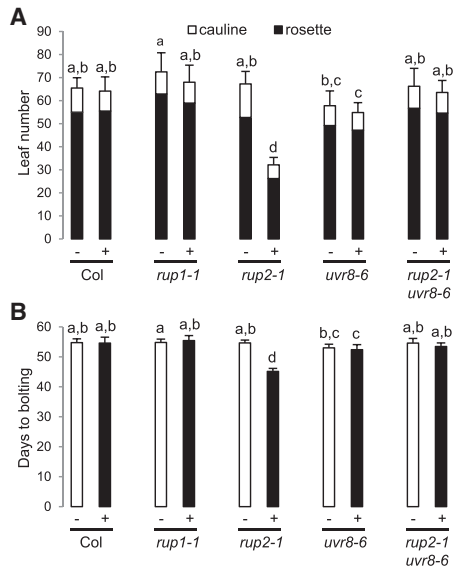 A
cauline rosette
Leaf number
90
80
70
60
50
40
30
20
10
0
a,b a,b a a,b a,b d b,c c a,b a,b
- + - + - + - + - +
Col rup1-1 rup2-1 uvr8-6 rup2-1
uvr8-6
B
Days to bolting
60
50
40
30
20
10
0
a,b a,b a a,b a,b d b,c c a,b a,b
- + - + - + - + - +
Col rup1-1 rup2-1 uvr8-6 rup2-1
uvr8-6